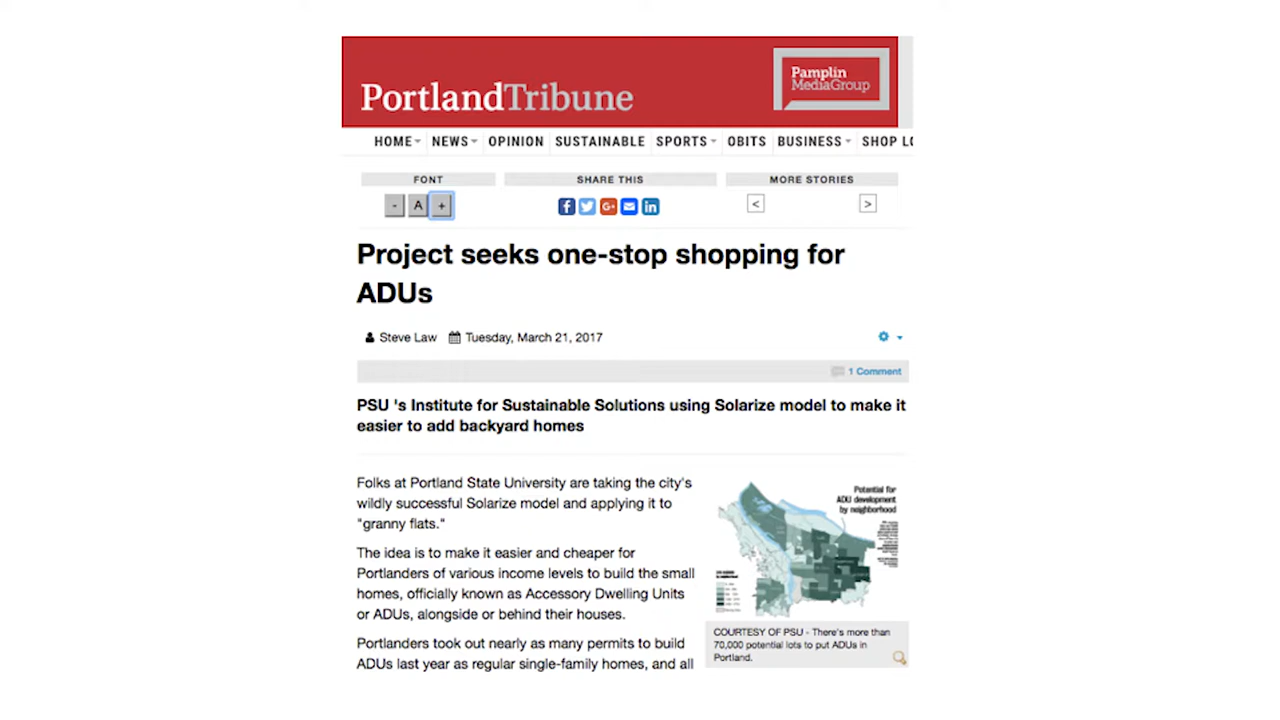 PortlandTribune
Pamplin
MediaGroup
HOME NEWS OPINION SUSTAINABLE SPORTS OBITS BUSINESS SHOP LO
FONT SHARE THIS MORE STORIES
- A + < >
Project seeks one-stop shopping for
ADUs
Steve Law Tuesday, March 21, 2017
1 Comment
PSU 's Institute for Sustainable Solutions using Solarize model to make it
easier to add backyard homes
Folks at Portland State University are taking the city's
wildly successful Solarize model and applying it to
"granny flats."
The idea is to make it easier and cheaper for
Portlanders of various income levels to build the small
homes, officially known as Accessory Dwelling Units
or ADUs, alongside or behind their houses.
Portlanders took out nearly as many permits to build
ADUs last year as regular single-family homes, and all
Potential for
ADU development
by neighborhood
COURTESY OF PSU - There's more than
70,000 potential lots to put ADUs in
Portland.